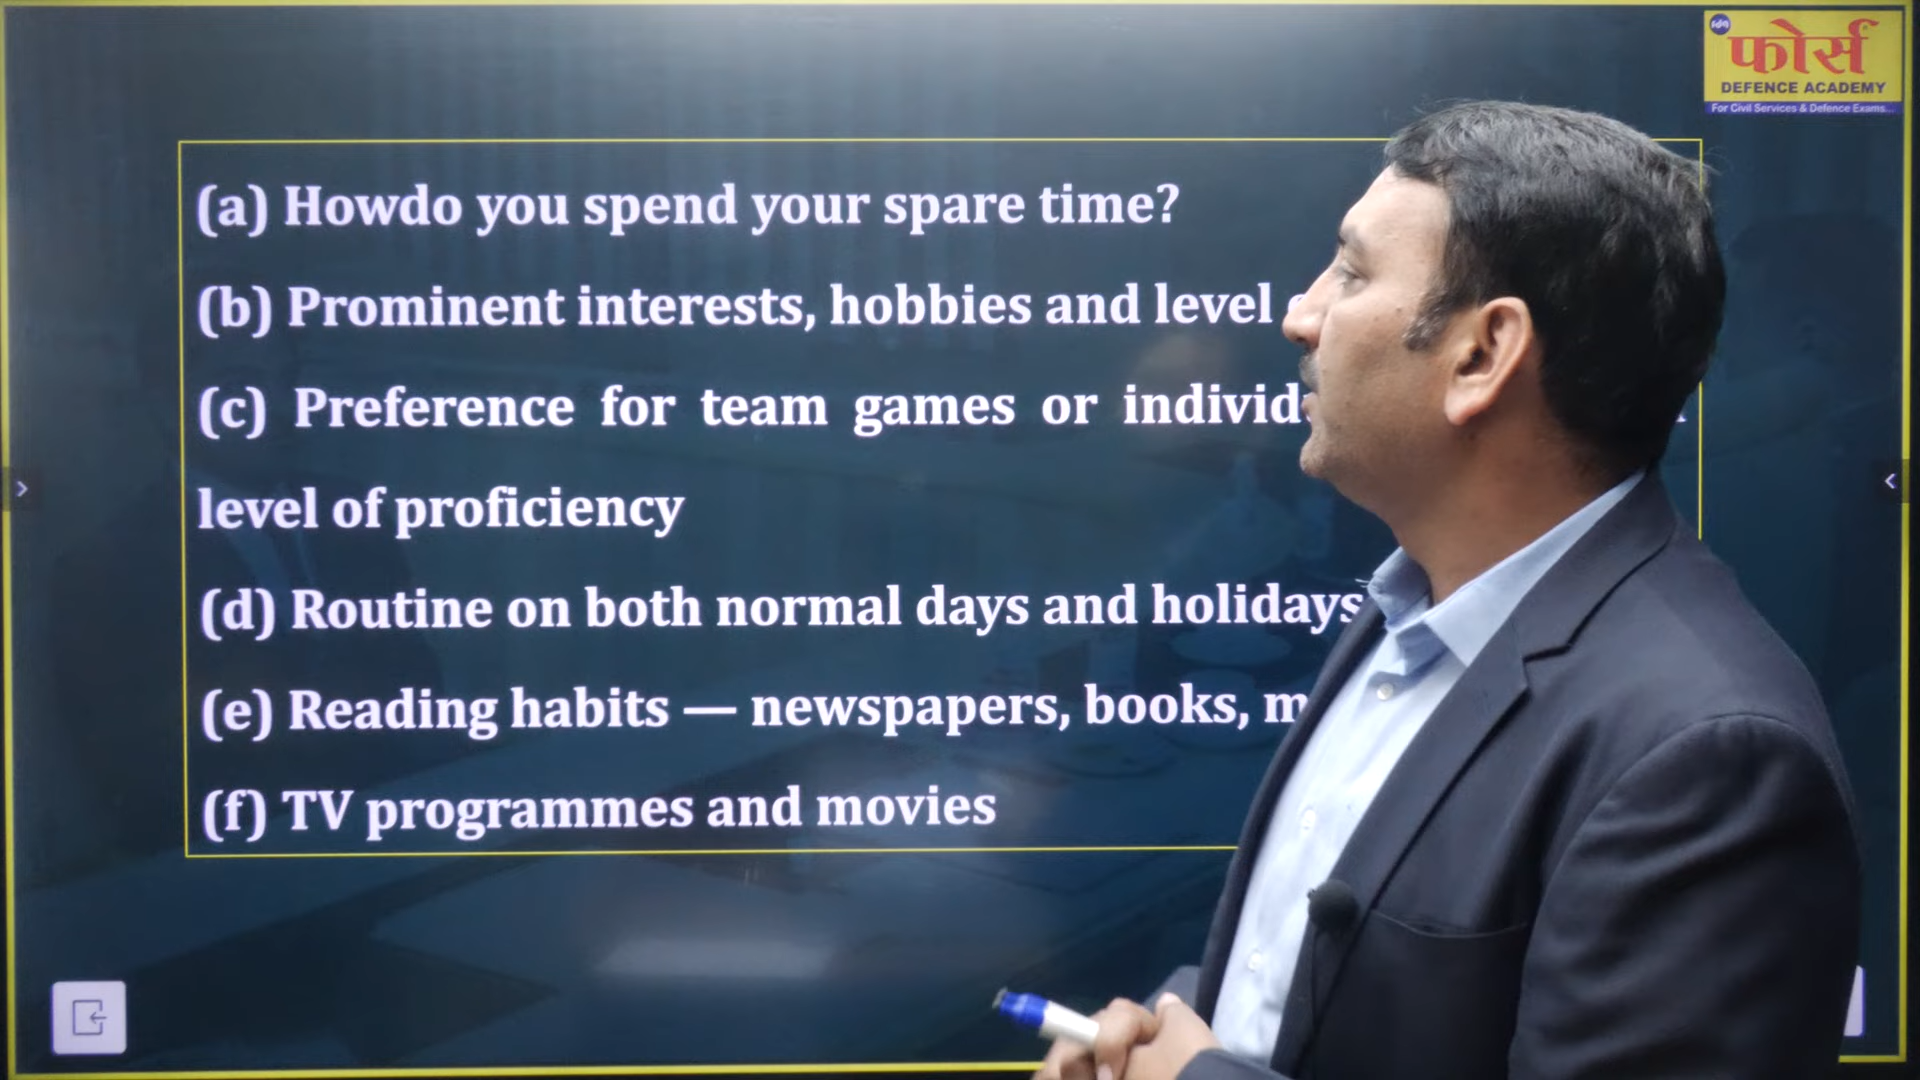 फोर्स
DEFENCE ACADEMY
For Civil Services & Defence Exams...
(a) Howdo you spend your spare time?
(b) Prominent interests, hobbies and level
(c) Preference for team games or
level of proficiency
(d) Routine on both normal days and holidays
(e) Reading habits — newspapers, books,
(f) TV programmes and movies